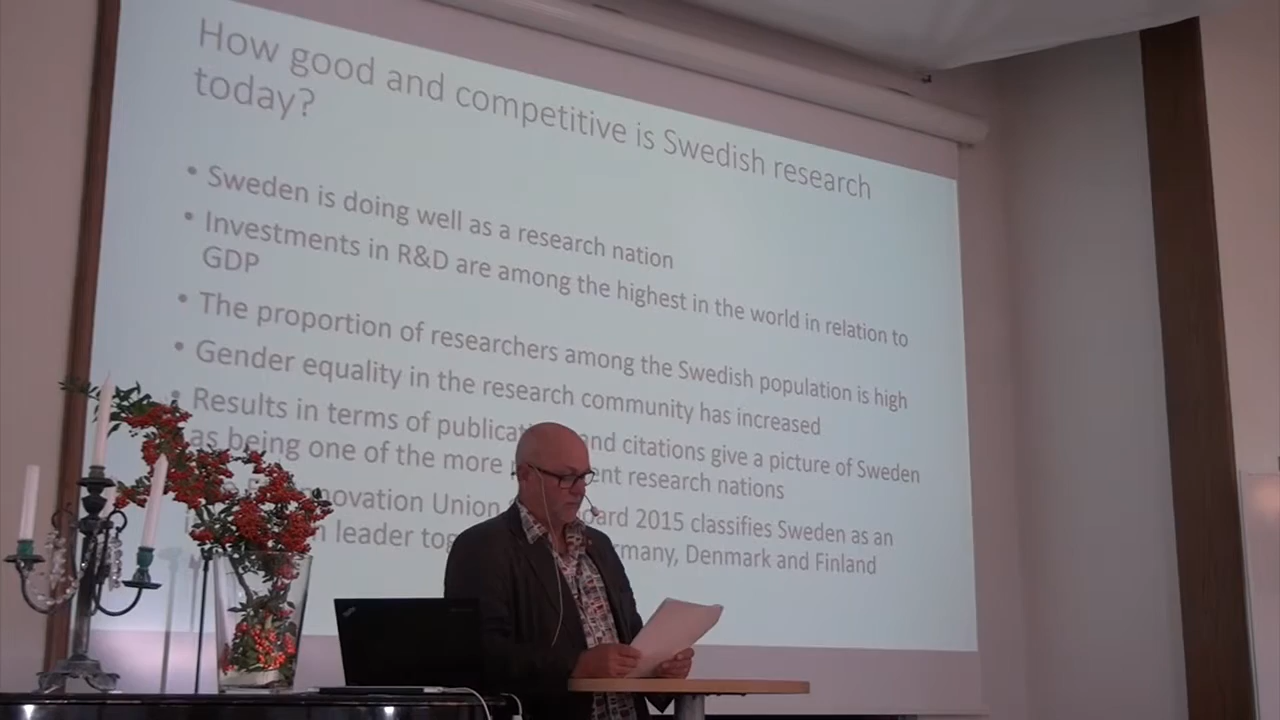 How good and competitive is Swedish research
today?
• Sweden is doing well as a research nation
• Investments in R&D are among the highest in the world in relation to
GDP
• The proportion of researchers among the Swedish population is high
• Gender equality in the research community has increased
• Results in terms of publica and citations give a picture of Sweden
as being one of the more ent research nations
novation Union ard 2015 classifies Sweden as an
leader tog rmany, Denmark and Finland